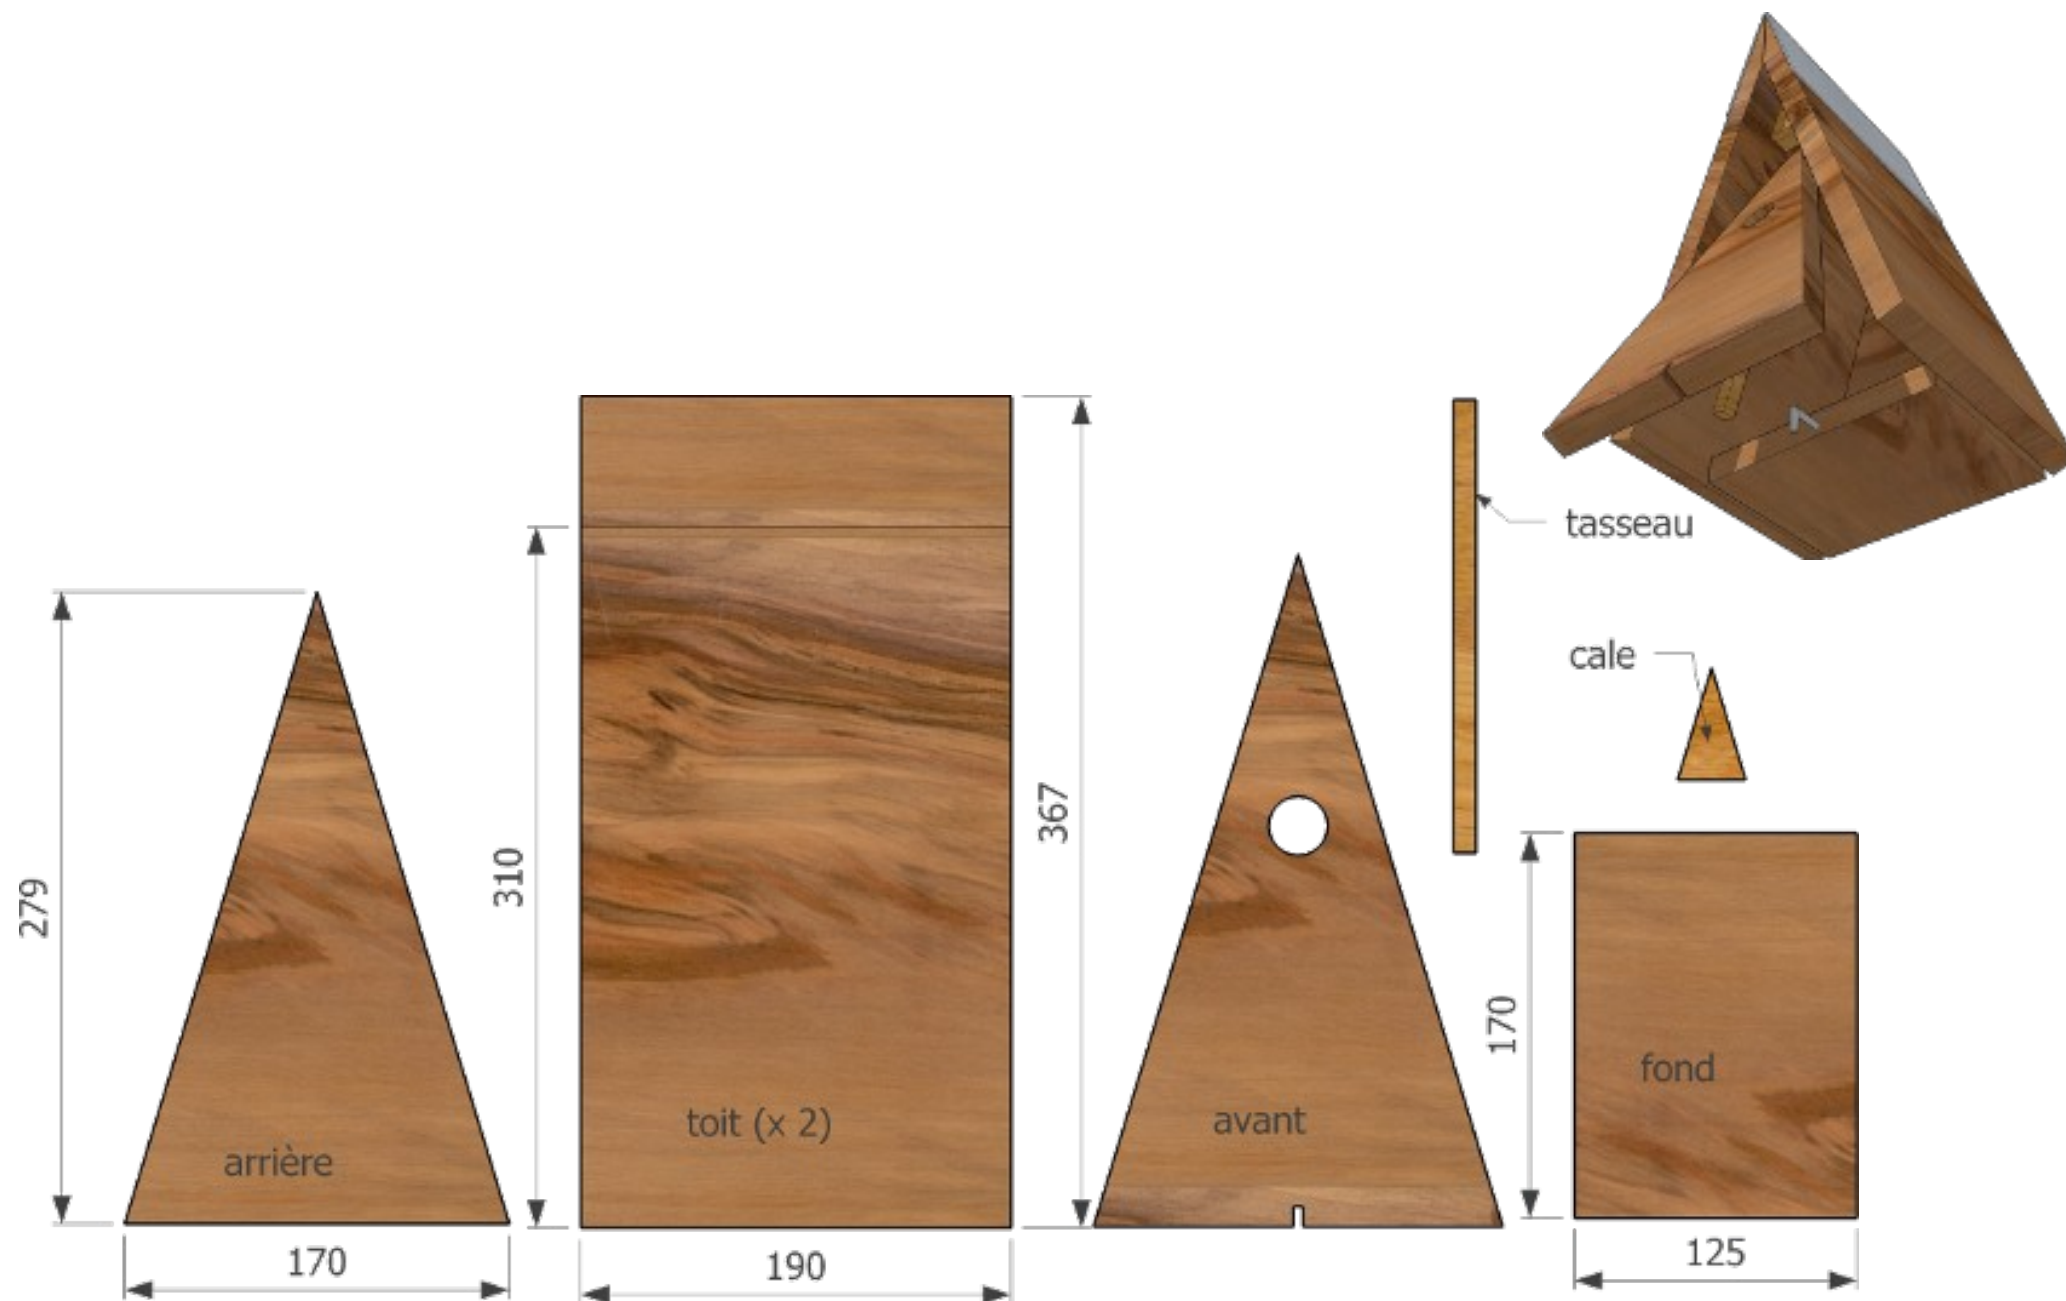 tasseau
cale
279
310
367
170
arrière
toit (x 2)
avant
fond
170
190
125